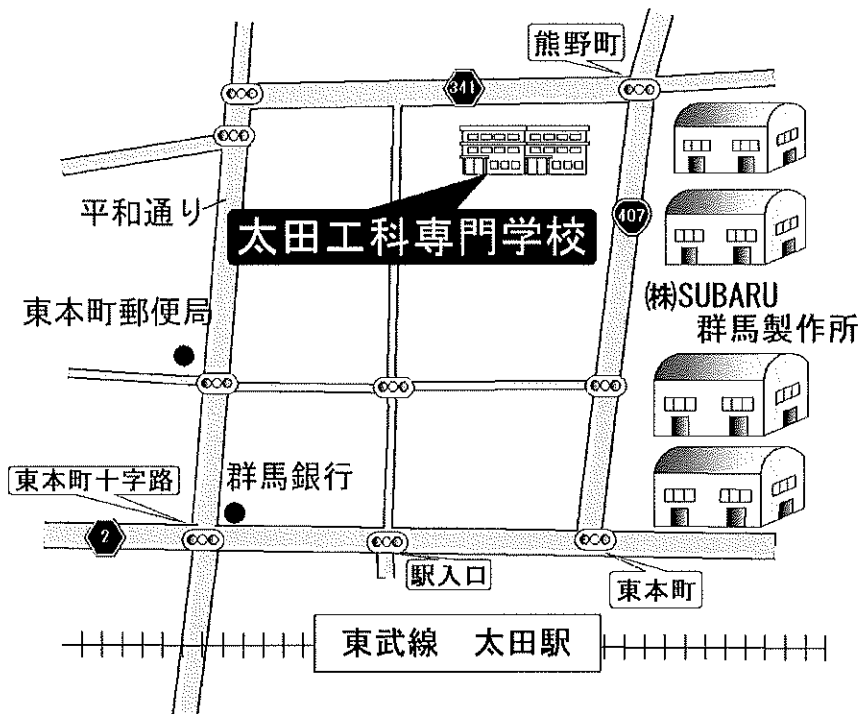 熊野町
341
平和通り
太田工科専門学校
407
(株)SUBARU
群馬製作所
東本町郵便局
東本町十字路
群馬銀行
2
駅入口
東本町
東武線 太田駅